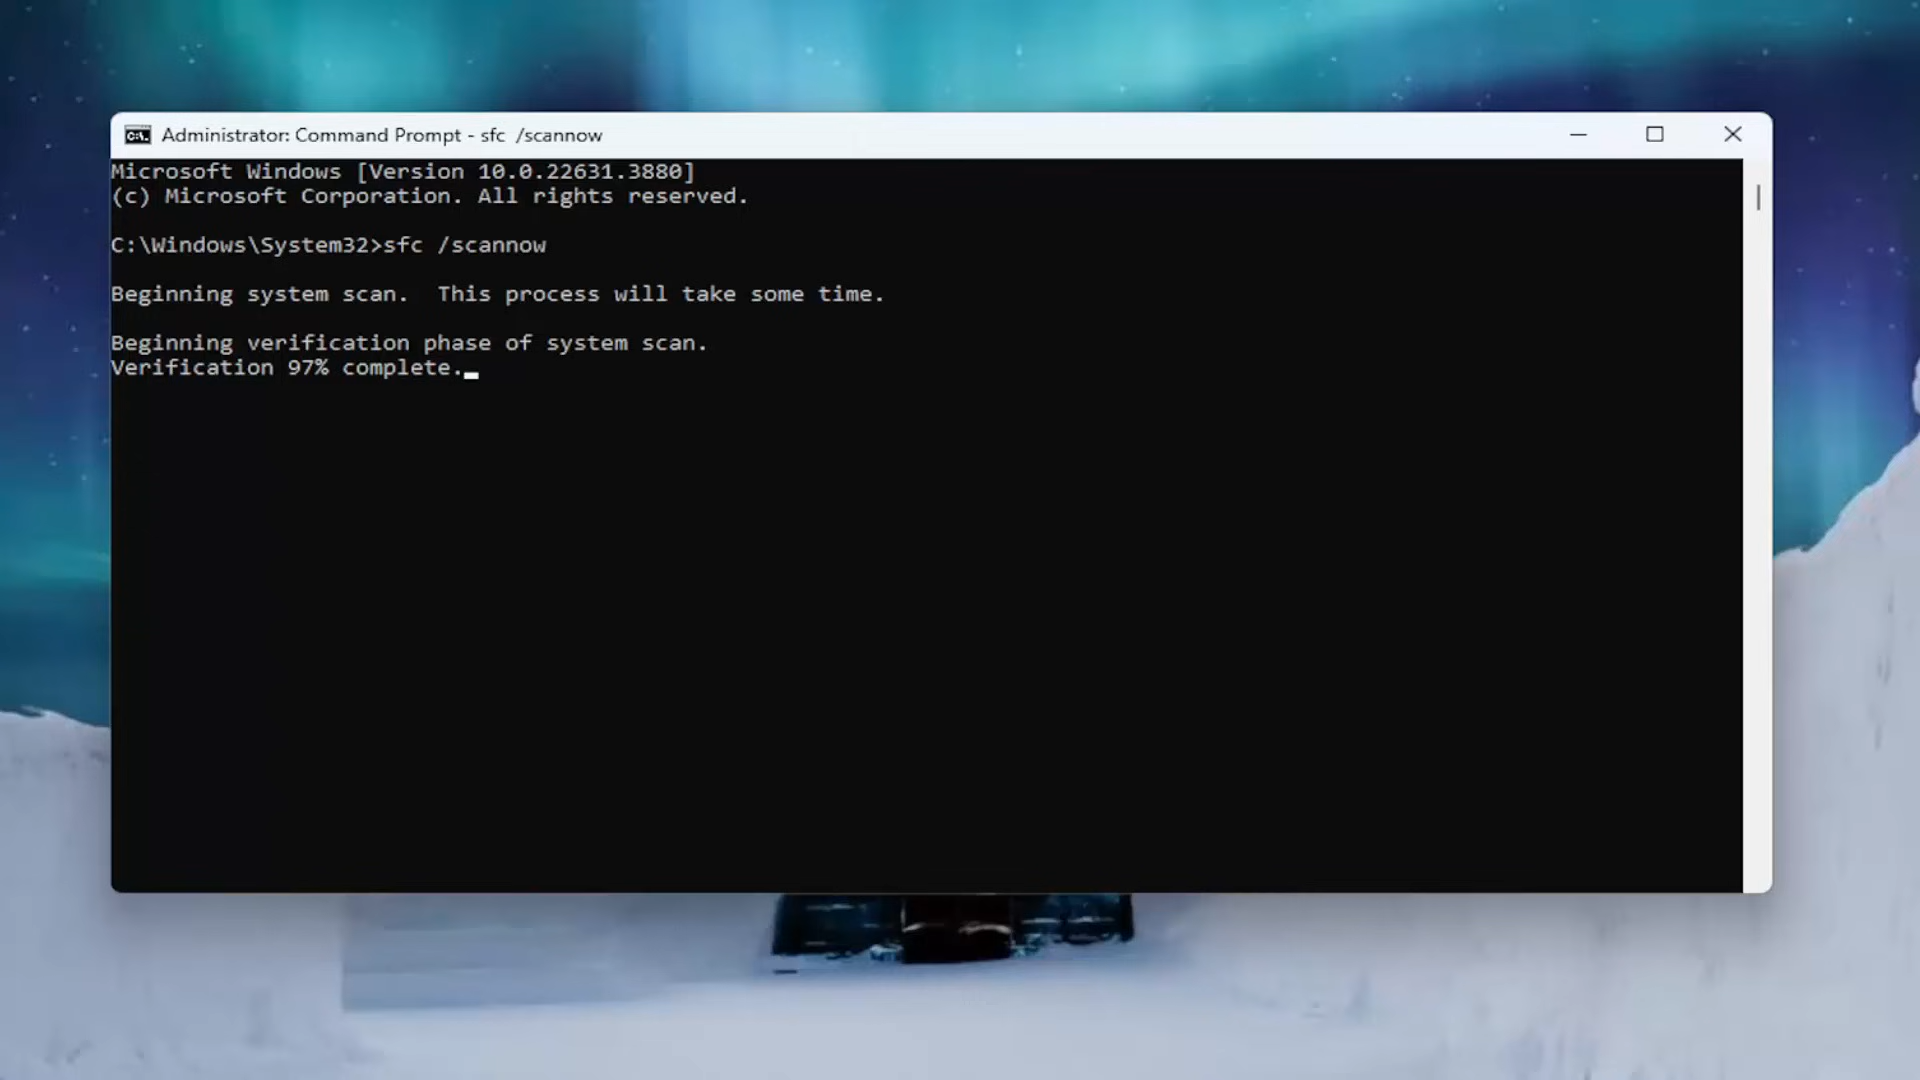 Administrator: Command Prompt - sfc  /scannow
Microsoft Windows [Version 10.0.22631.3880]
(c) Microsoft Corporation. All rights reserved.
C:\Windows\System32>sfc /scannow
Beginning system scan.  This process will take some time.
Beginning verification phase of system scan.
Verification 97% complete.